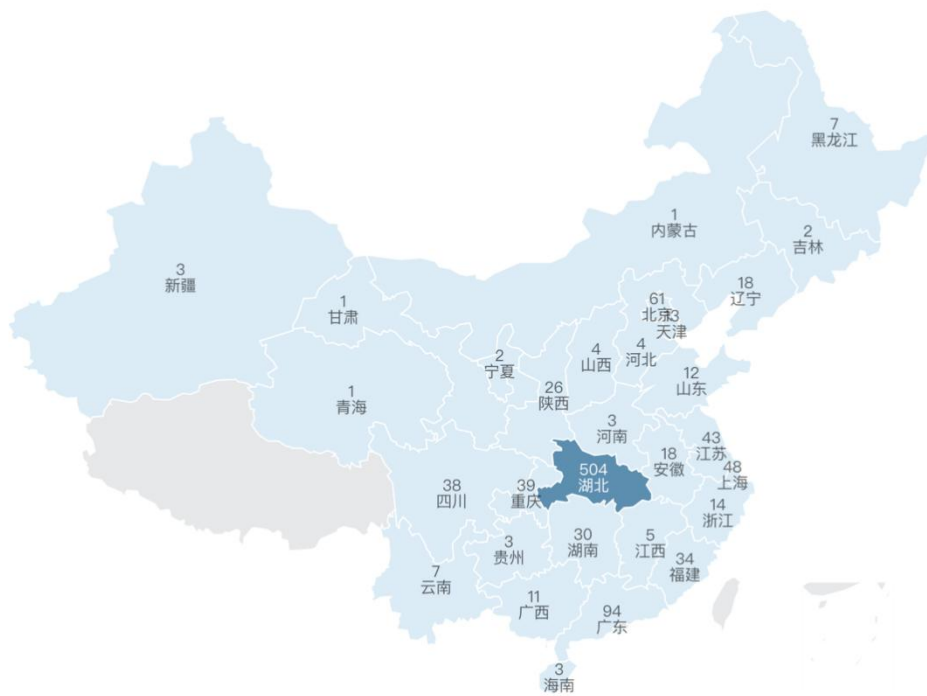 7
黑龙江
1
内蒙古
2
吉林
3
新疆
1
甘肃
18
辽宁
61
北京
13
天津
2
宁夏
4
山西
4
河北
12
山东
1
青海
26
陕西
3
河南
43
江苏
18
安徽
48
上海
504
湖北
38
四川
39
重庆
14
浙江
30
湖南
5
江西
3
贵州
34
福建
7
云南
11
广西
94
广东
3
海南